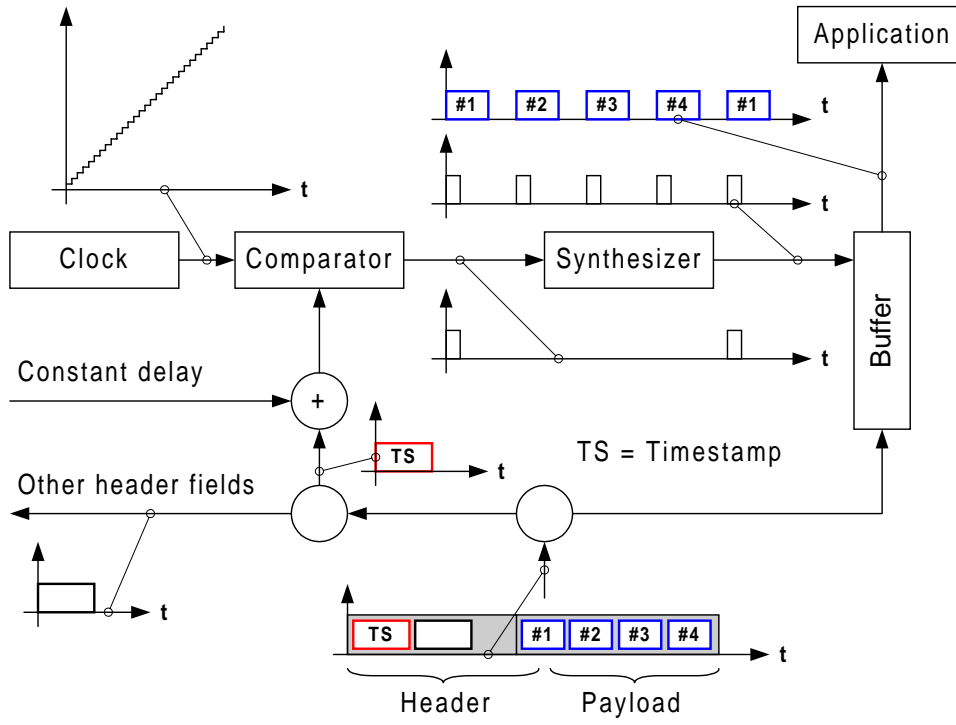 Application
#1 #2 #3 #4 #1 t
t
t
Clock
Comparator
Synthesizer
Buffer
t
Constant delay
+
TS
t
TS = Timestamp
Other header fields
t
TS #1 #2 #3 #4
t
Header
Payload